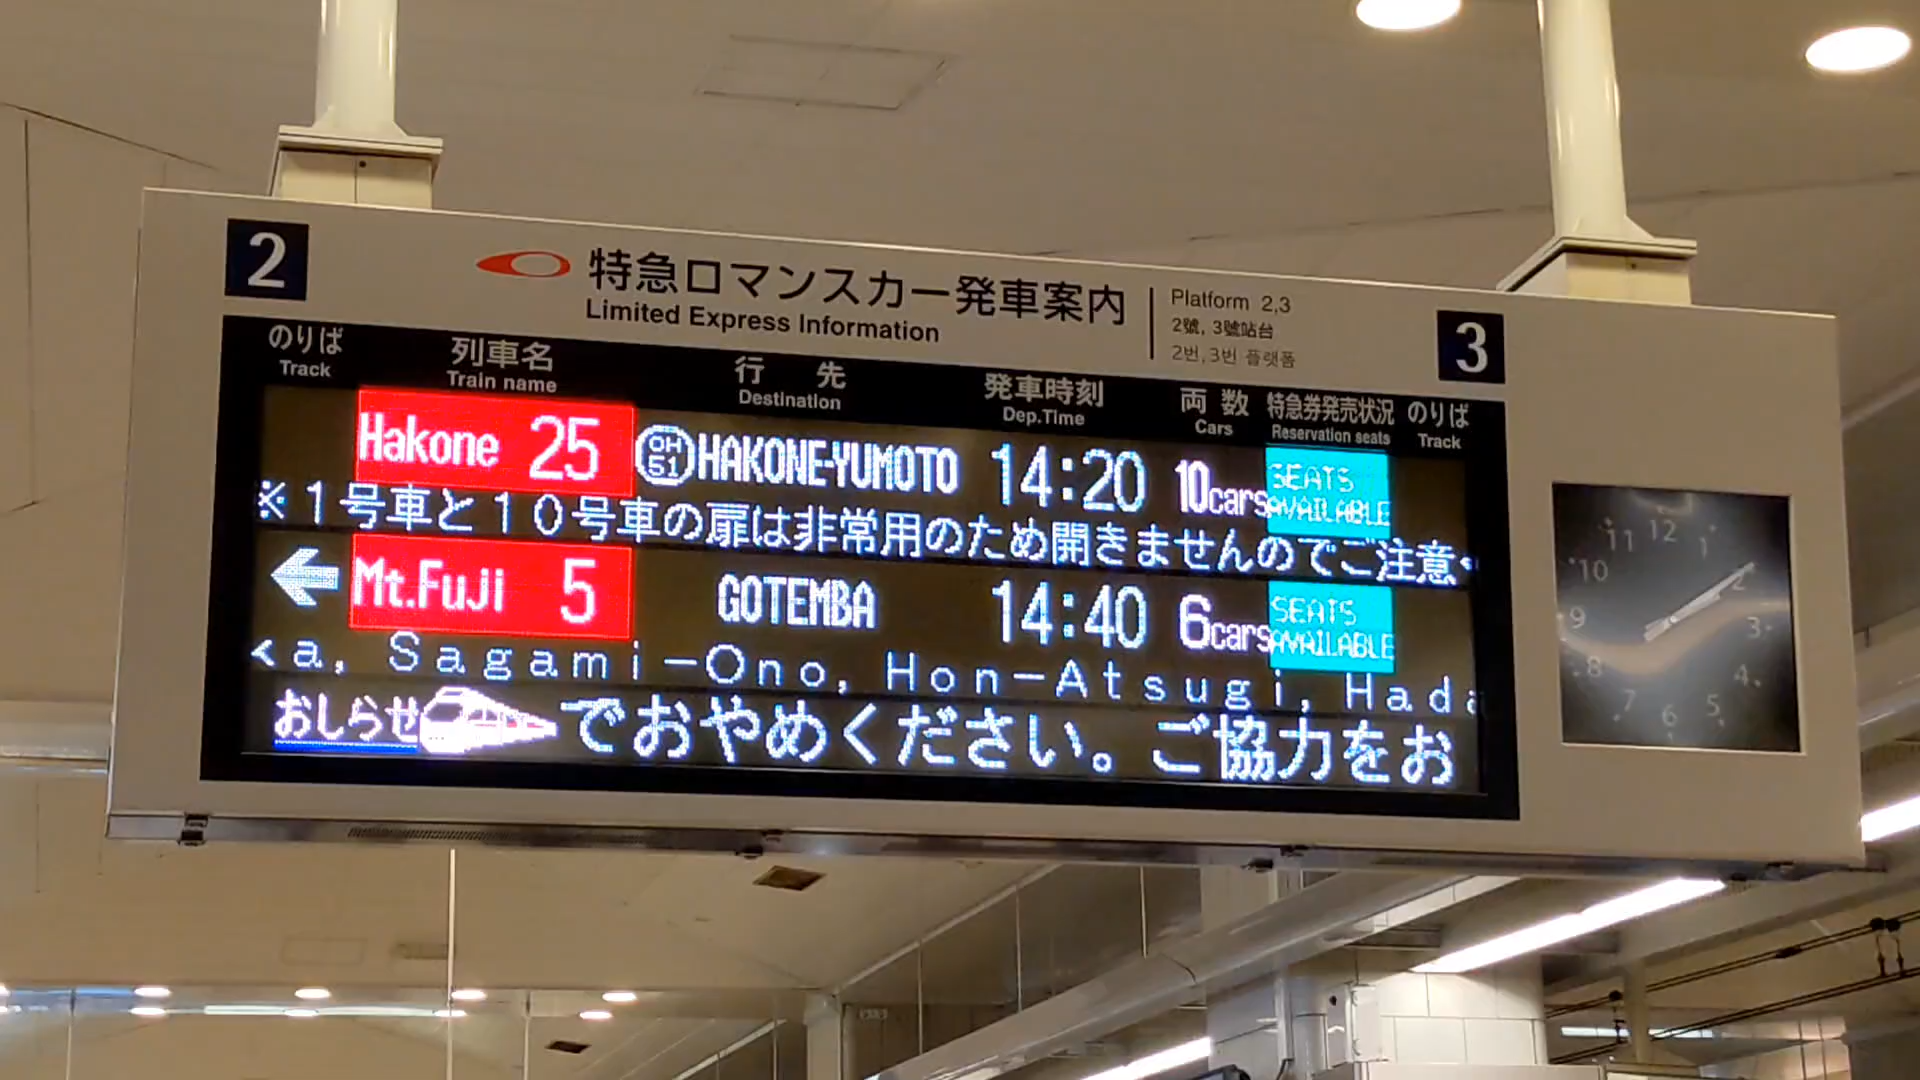 2
特急ロマンスカー発車案内
Limited Express Information
Platform 2,3
2號, 3號站台
2번, 3번 플랫폼
3
のりば 列車名 行先 発車時刻 両数 特急券発売状況 のりば
Track Train name Destination Dep.Time Cars Reservation seats Track
Hakone 25 OH 51 HAKONE-YUMOTO 14:20 10cars SEATS AVAILABLE
※１号車と１０号車の扉は非常用のため開きませんのでご注意
← Mt.Fuji 5 GOTEMBA 14:40 6cars SEATS AVAILABLE
a, Sagami-Ono, Hon-Atsugi, Hada
おしらせ でおやめください。ご協力をお
12
1
2
3
4
5
6
7
8
9
10
11